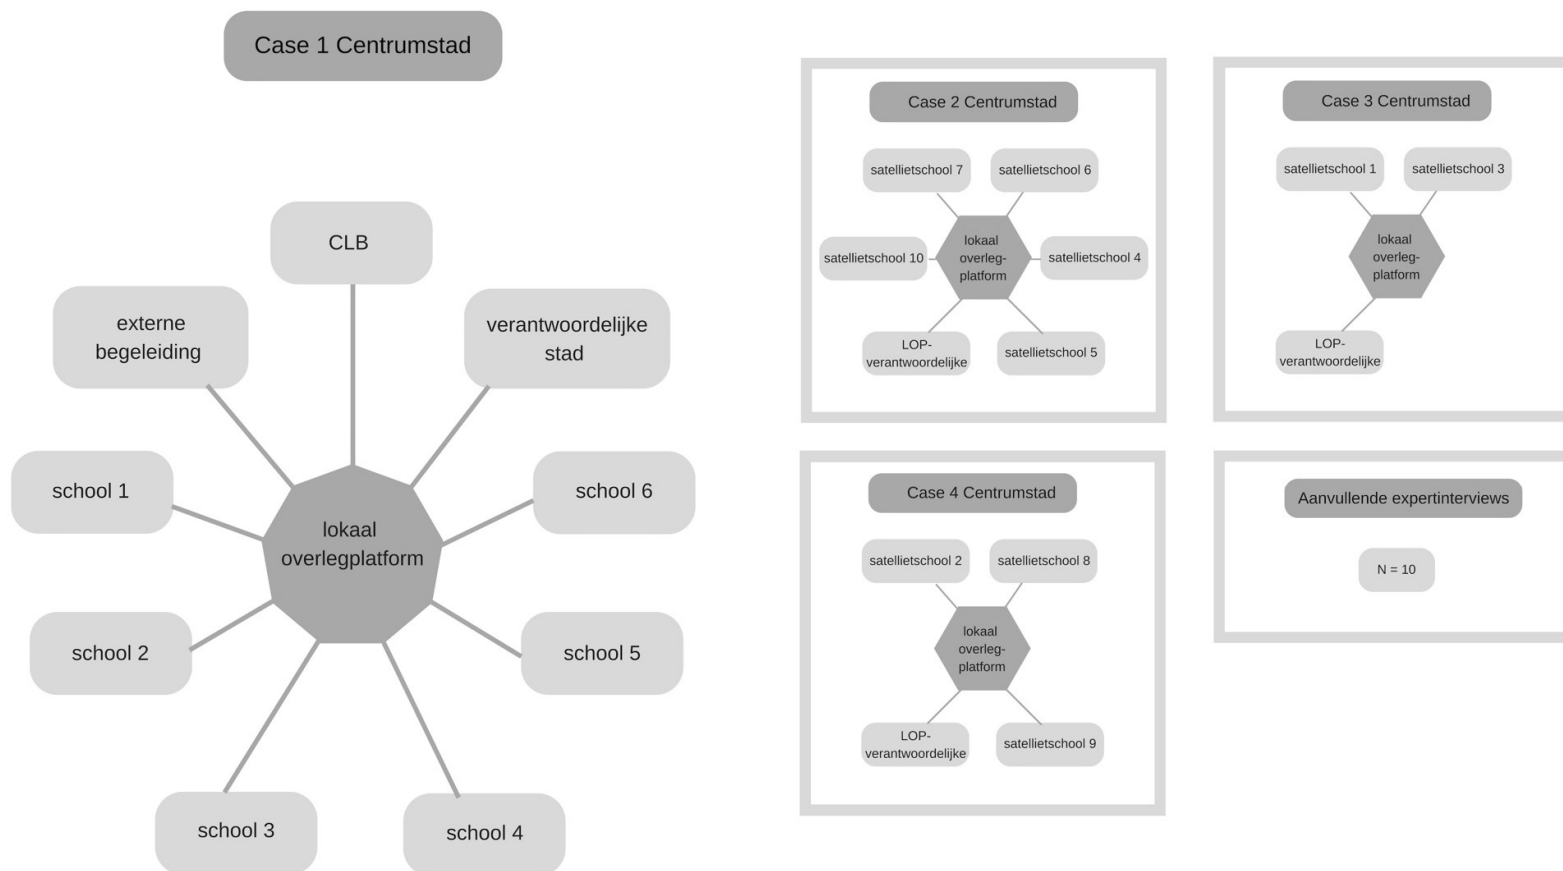 Case 1 Centrumstad
CLB
externe
begeleiding
verantwoordelijke
stad
school 1
school 6
lokaal
overlegplatform
school 2
school 5
school 3
school 4
Case 2 Centrumstad
satellietschool 7
satellietschool 6
satellietschool 10
lokaal
overleg-
platform
satellietschool 4
LOP-
verantwoordelijke
satellietschool 5
Case 3 Centrumstad
satellietschool 1
satellietschool 3
lokaal
overleg-
platform
LOP-
verantwoordelijke
Case 4 Centrumstad
satellietschool 2
satellietschool 8
lokaal
overleg-
platform
LOP-
verantwoordelijke
satellietschool 9
Aanvullende expertinterviews
N = 10